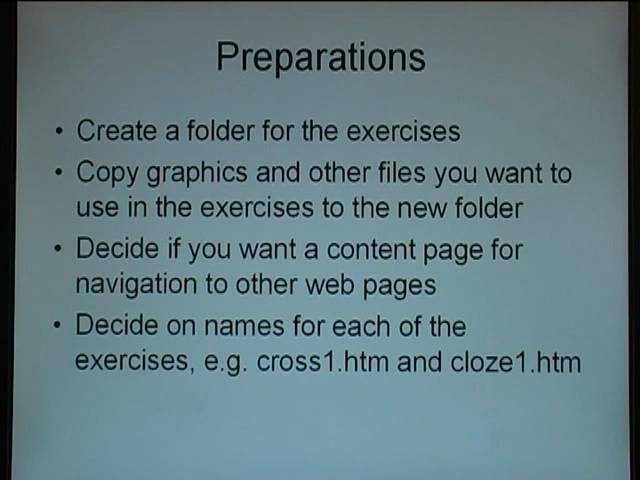 Preparations
• Create a folder for the exercises
• Copy graphics and other files you want to
use in the exercises to the new folder
• Decide if you want a content page for
navigation to other web pages
• Decide on names for each of the
exercises, e.g. cross1.htm and cloze1.htm